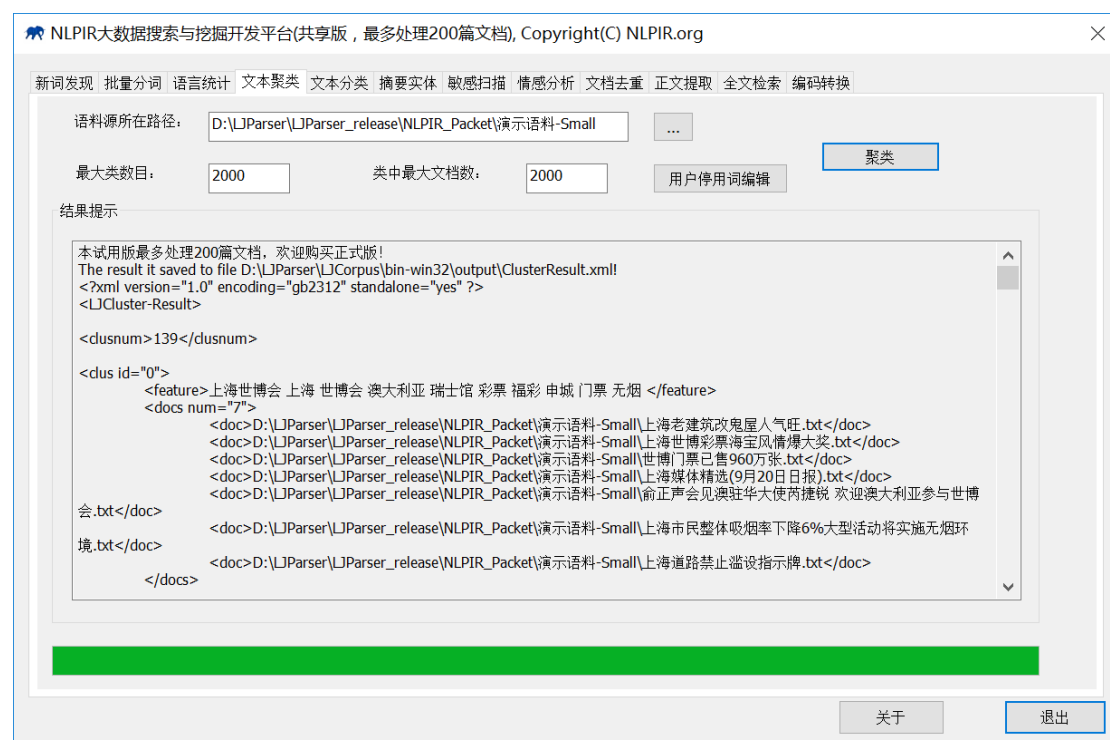 NLPIR大数据搜索与挖掘开发平台(共享版，最多处理200篇文档), Copyright(C) NLPIR.org
新词发现 批量分词 语言统计 文本聚类 文本分类 摘要实体 敏感扫描 情感分析 文档去重 正文提取 全文检索 编码转换
语料源所在路径： D:\LJParser\LJParser_release\NLPIR_Packet\演示语料-Small ...
聚类
最大类数目： 2000 类中最大文档数： 2000 用户停用词编辑
结果提示
本试用版最多处理200篇文档，欢迎购买正式版！
The result it saved to file D:\LJParser\LJCorpus\bin-win32\output\ClusterResult.xml!
<?xml version="1.0" encoding="gb2312" standalone="yes" ?>
<LJCluster-Result>
<clusnum>139</clusnum>
<clus id="0">
<feature>上海世博会 上海 世博会 澳大利亚 瑞士馆 彩票 福彩 申城 门票 无烟 </feature>
<docs num="7">
<doc>D:\LJParser\LJParser_release\NLPIR_Packet\演示语料-Small\上海老建筑改鬼屋人气旺.txt</doc>
<doc>D:\LJParser\LJParser_release\NLPIR_Packet\演示语料-Small\上海世博彩票海宝风情爆大奖.txt</doc>
<doc>D:\LJParser\LJParser_release\NLPIR_Packet\演示语料-Small\世博门票已售960万张.txt</doc>
<doc>D:\LJParser\LJParser_release\NLPIR_Packet\演示语料-Small\上海媒体精选(9月20日日报).txt</doc>
<doc>D:\LJParser\LJParser_release\NLPIR_Packet\演示语料-Small\俞正声会见澳驻华大使芮捷锐 欢迎澳大利亚参与世博
会.txt</doc>
<doc>D:\LJParser\LJParser_release\NLPIR_Packet\演示语料-Small\上海市民整体吸烟率下降6%大型活动将实施无烟环
境.txt</doc>
<doc>D:\LJParser\LJParser_release\NLPIR_Packet\演示语料-Small\上海道路禁止滥设指示牌.txt</doc>
</docs>
关于 退出